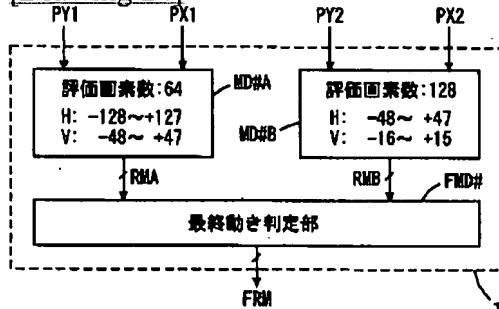 PY1 PX1 PY2 PX2
評価画素数:64
H: -128～+127
V: -48～+47
MD#A
評価画素数:128
H: -48～ +47
V: -16～ +15
MD#B
RMA
RMB
FMD#
最終動き判定部
FRM